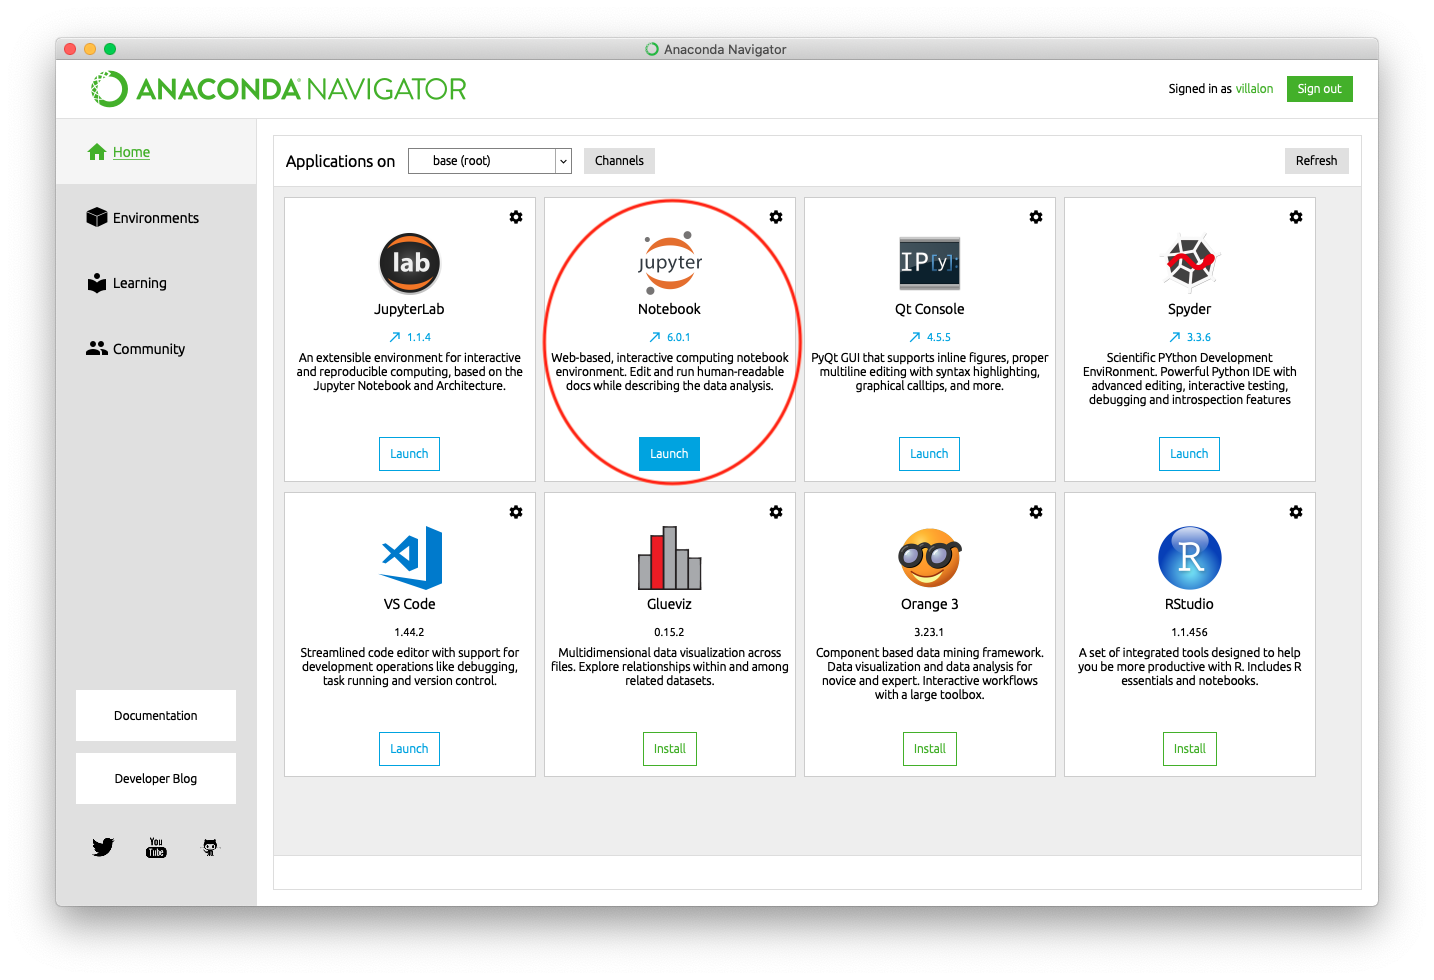 Anaconda Navigator
ANACONDA NAVIGATOR
Signed in as villalon
Sign out
Home
Environments
Learning
Community
Documentation
Developer Blog
You
Tube
Applications on
base (root)
Channels
Refresh
lab
JupyterLab
1.1.4
An extensible environment for interactive
and reproducible computing, based on the
Jupyter Notebook and Architecture.
Launch
jupyter
Notebook
6.0.1
Web-based, interactive computing notebook
environment. Edit and run human-readable
docs while describing the data analysis.
Launch
IP[y]:
Qt Console
4.5.5
PyQt GUI that supports inline figures, proper
multiline editing with syntax highlighting,
graphical calltips, and more.
Launch
Spyder
3.3.6
Scientific PYthon Development
EnviRonment. Powerful Python IDE with
advanced editing, interactive testing,
debugging and introspection features
Launch
VS Code
1.44.2
Streamlined code editor with support for
development operations like debugging,
task running and version control.
Launch
Glueviz
0.15.2
Multidimensional data visualization across
files. Explore relationships within and among
related datasets.
Install
Orange 3
3.23.1
Component based data mining framework.
Data visualization and data analysis for
novice and expert. Interactive workflows
with a large toolbox.
Install
R
RStudio
1.1.456
A set of integrated tools designed to help
you be more productive with R. Includes R
essentials and notebooks.
Install